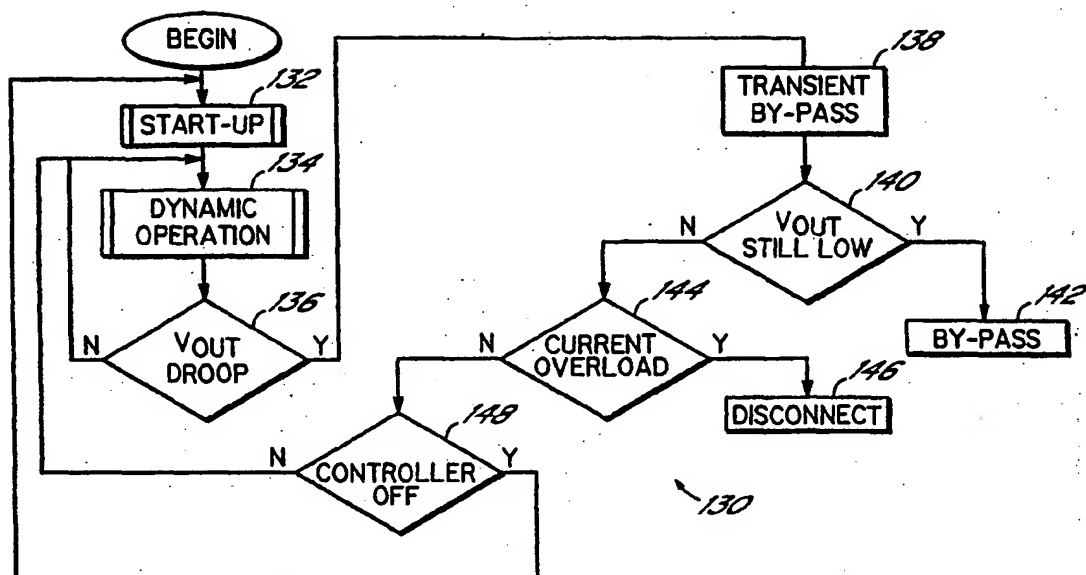 BEGIN
132
START-UP
134
DYNAMIC
OPERATION
136
N
VOUT
DROOP
Y
138
TRANSIENT
BY-PASS
140
N
VOUT
STILL LOW
Y
142
BY-PASS
144
N
CURRENT
OVERLOAD
Y
146
DISCONNECT
148
N
CONTROLLER
OFF
Y
130